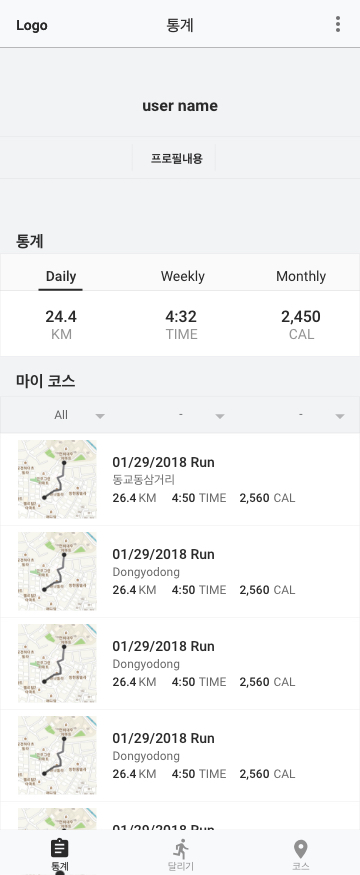 Logo
통계
user name
프로필내용
통계
Daily Weekly Monthly
24.4 4:32 2,450
KM TIME CAL
마이 코스
All - -
01/29/2018 Run
동교동삼거리
26.4 KM 4:50 TIME 2,560 CAL
01/29/2018 Run
Dongyodong
26.4 KM 4:50 TIME 2,560 CAL
01/29/2018 Run
Dongyodong
26.4 KM 4:50 TIME 2,560 CAL
01/29/2018 Run
Dongyodong
26.4 KM 4:50 TIME 2,560 CAL
01/29/2018 Run
통계 달리기 코스